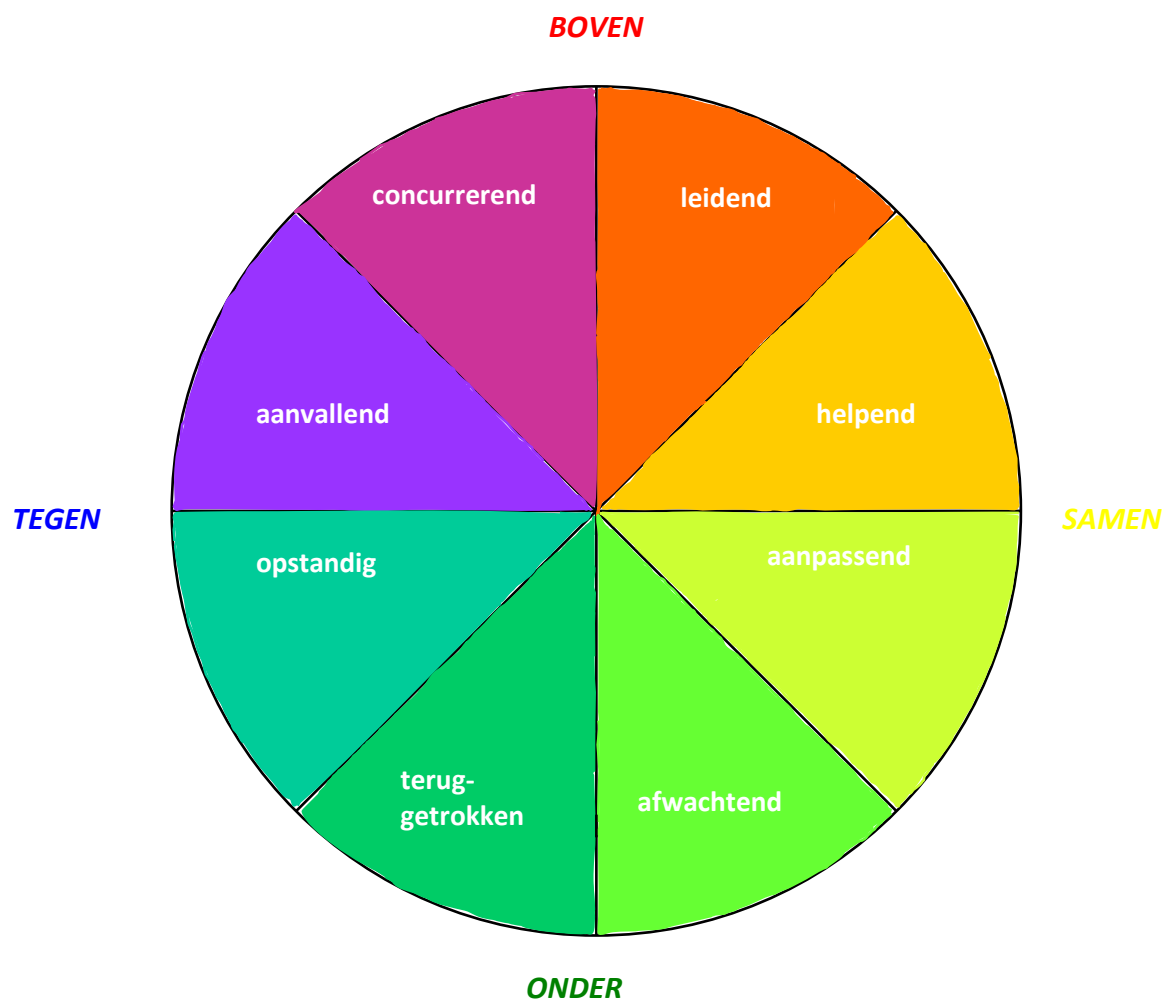 BOVEN
concurrerend
leidend
aanvallend
helpend
TEGEN
SAMEN
opstandig
aanpassend
terug-
getrokken
afwachtend
ONDER